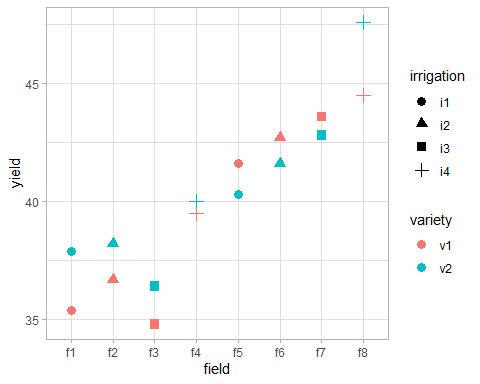 yield
45
40
35
f1 f2 f3 f4 f5 f6 f7 f8
field
irrigation
i1
i2
i3
i4
variety
v1
v2